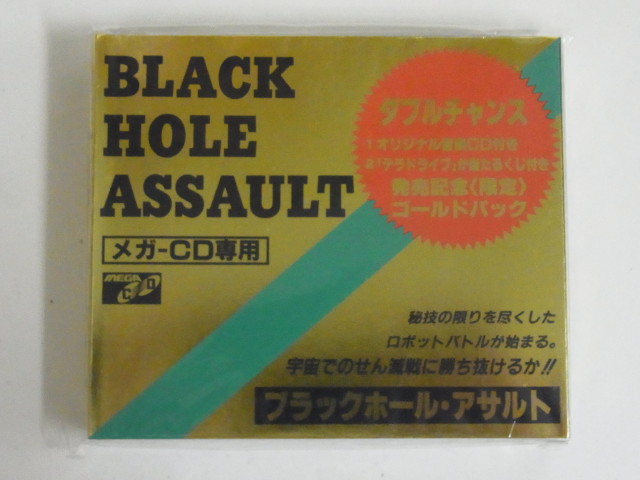 BLACK
HOLE
ASSAULT
メガ-CD専用
MEGA
CD
ダブルチャンス
1.オリジナル音楽CD付き
2.「テラドライブ」が当たるくじ付き
発売記念〈限定〉
ゴールドパック
秘技の限りを尽くした
ロボットバトルが始まる。
宇宙でのせん滅戦に勝ち抜けるか!!
ブラックホール・アサルト